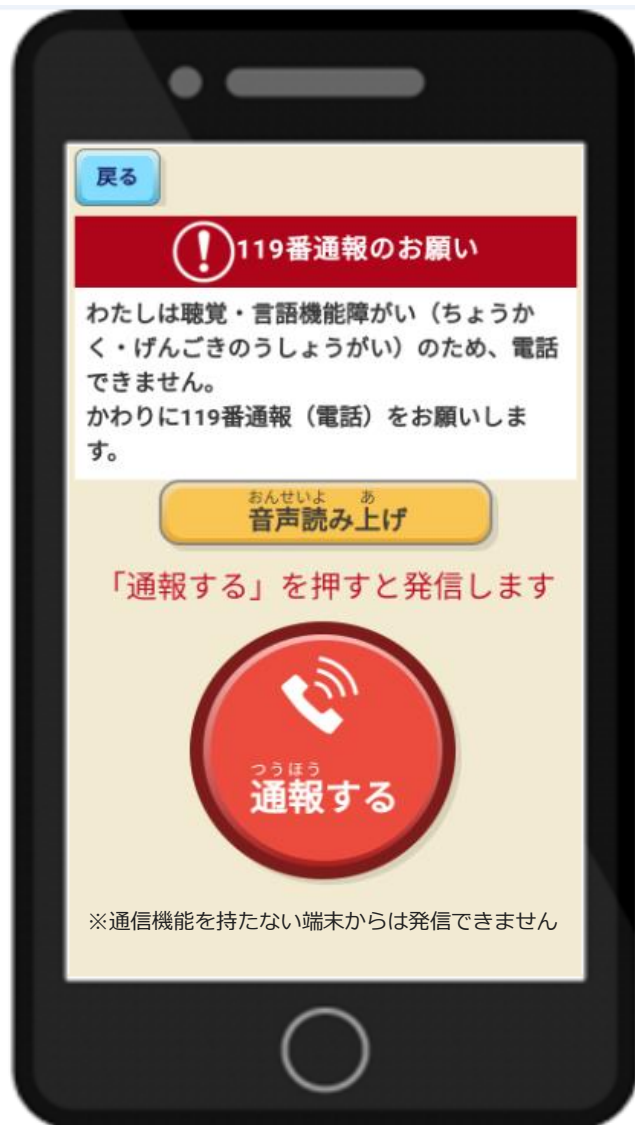 戻る
119番通報のお願い
わたしは聴覚・言語機能障がい（ちょうか
く・げんごきのうしょうがい）のため、電話
できません。
かわりに119番通報（電話）をお願いしま
す。
おんせいよ あ
音声読み上げ
「通報する」を押すと発信します
つうほう
通報する
※通信機能を持たない端末からは発信できません